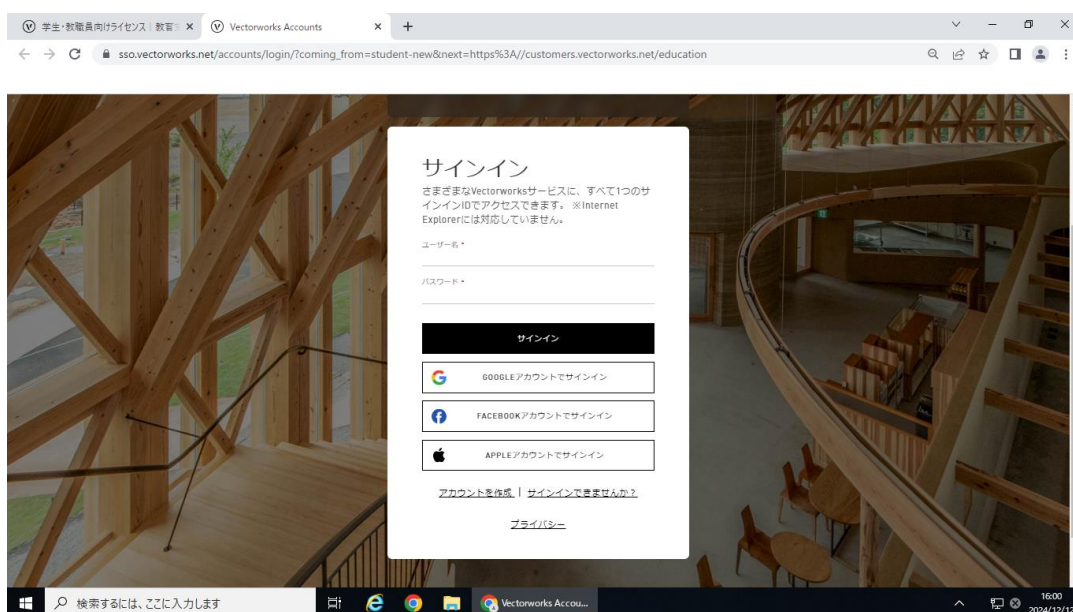 学生・教職員向けライセンス | 教育
Vectorworks Accounts
sso.vectorworks.net/accounts/login/?coming_from=student-new&next=https%3A//customers.vectorworks.net/education
サインイン
さまざまなVectorworksサービスに、すべて1つのサ
インインIDでアクセスできます。 ※Internet
Explorerには対応していません。
ユーザー名 *
パスワード *
サインイン
GOOGLEアカウントでサインイン
FACEBOOKアカウントでサインイン
APPLEアカウントでサインイン
アカウントを作成 | サインインできませんか？
プライバシー
検索するには、ここに入力します
Vectorworks Accou...
16:00
2024/12/12